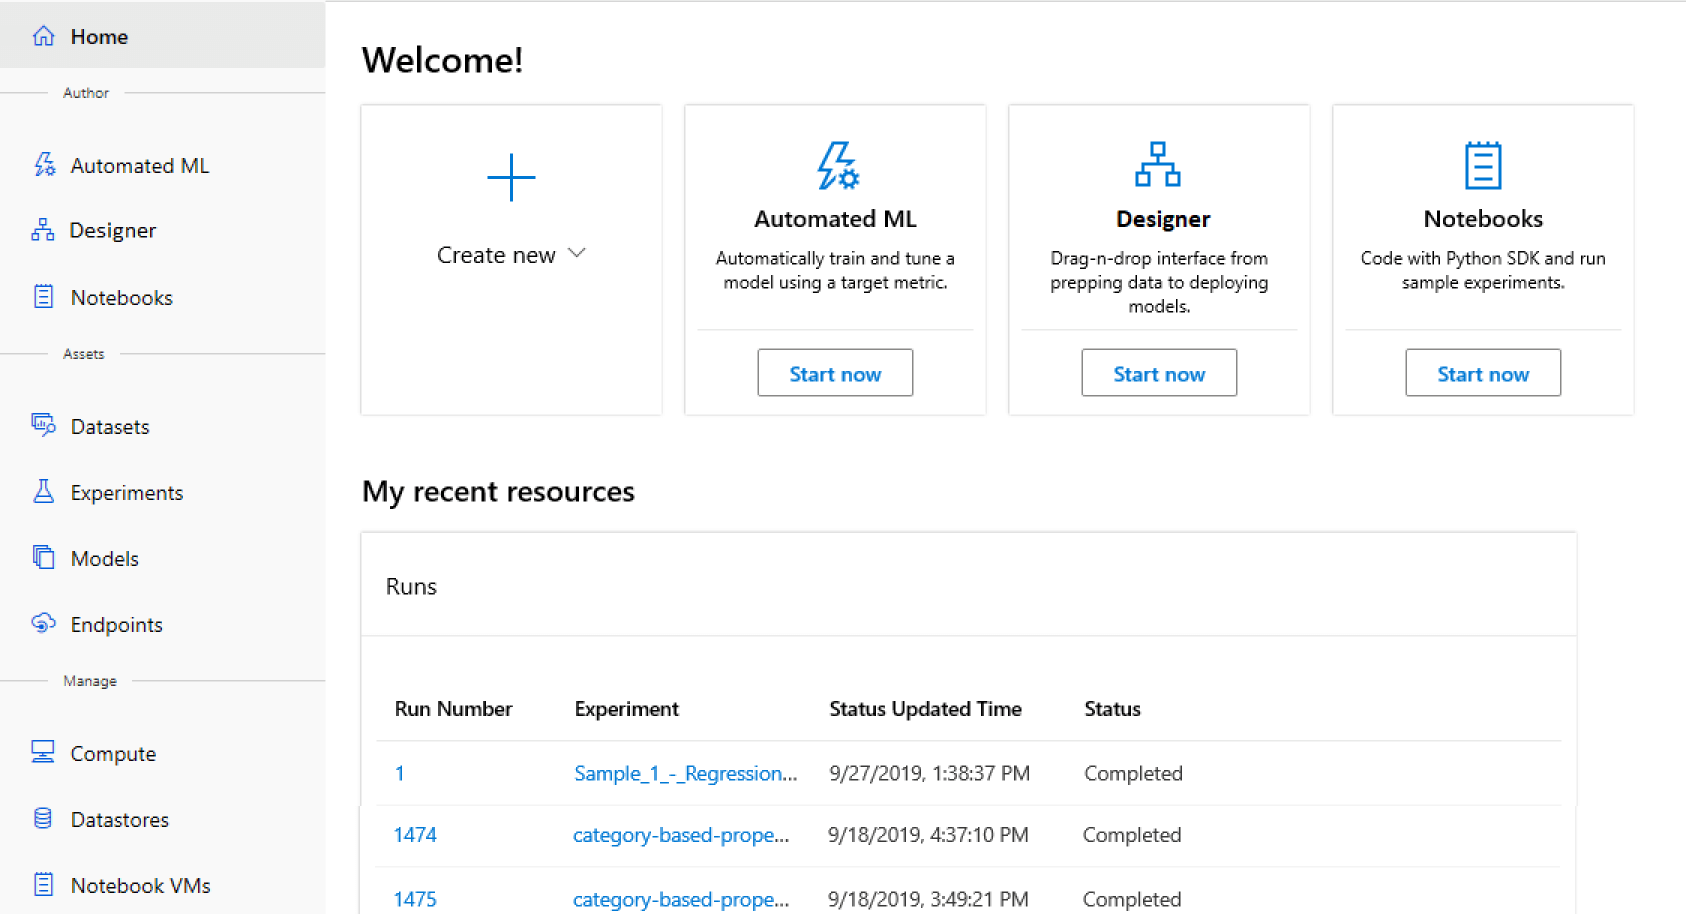 Home
Author
Automated ML
Designer
Notebooks
Assets
Datasets
Experiments
Models
Endpoints
Manage
Compute
Datastores
Notebook VMs
Welcome!
Create new
Automated ML
Automatically train and tune a
model using a target metric.
Start now
Designer
Drag-n-drop interface from
prepping data to deploying
models.
Start now
Notebooks
Code with Python SDK and run
sample experiments.
Start now
My recent resources
Runs
Run Number Experiment Status Updated Time Status
1 Sample_1_-_Regression... 9/27/2019, 1:38:37 PM Completed
1474 category-based-prope... 9/18/2019, 4:37:10 PM Completed
1475 category-based-prope... 9/18/2019, 3:49:21 PM Completed